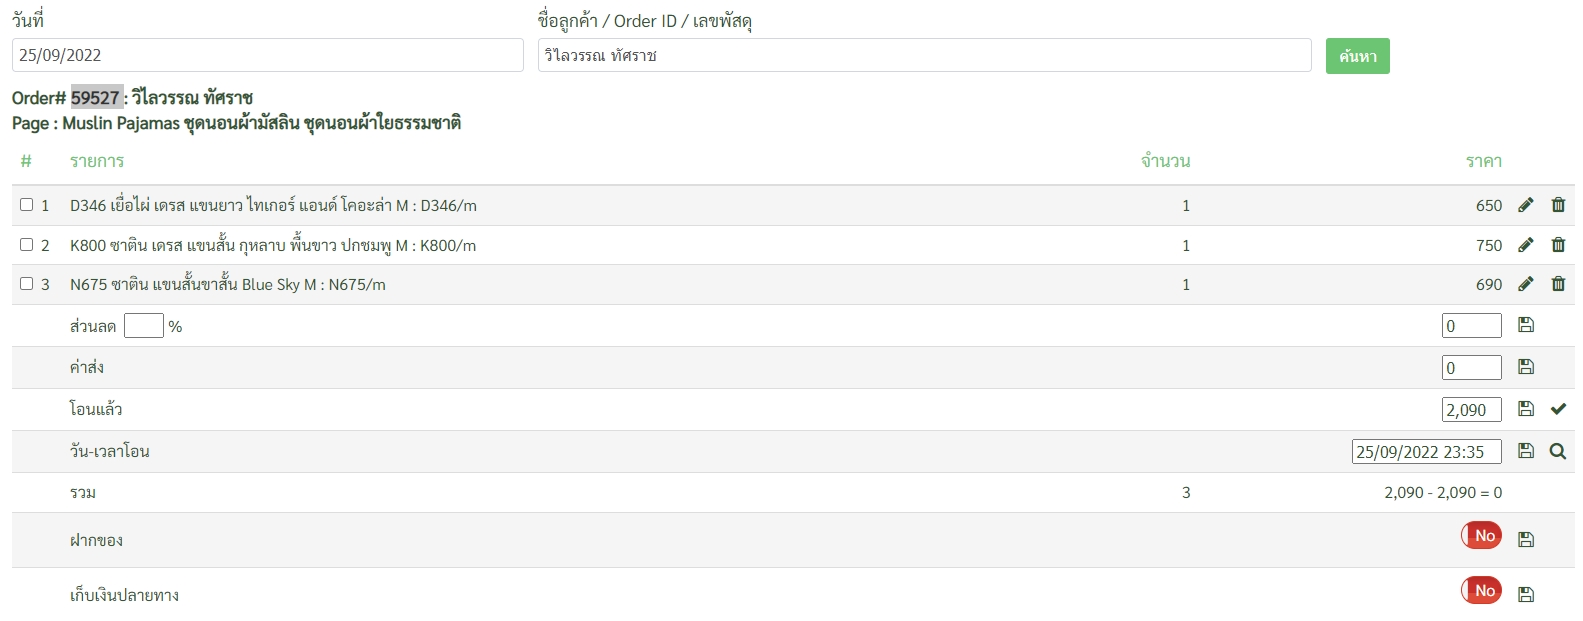 วันที่ ชื่อลูกค้า / Order ID / เลขพัสดุ
25/09/2022 วิไลวรรณ ทัศราช ค้นหา
Order# 59527 : วิไลวรรณ ทัศราช
Page : Muslin Pajamas ชุดนอนผ้ามัสลิน ชุดนอนผ้าใยธรรมชาติ
# รายการ จำนวน ราคา
1 D346 เยื่อไผ่ เดรส แขนยาว ไทเกอร์ แอนด์ โคอะล่า M : D346/m 1 650
2 K800 ซาติน เดรส แขนสั้น กุหลาบ พื้นขาว ปกชมพู M : K800/m 1 750
3 N675 ซาติน แขนสั้นขาสั้น Blue Sky M : N675/m 1 690
ส่วนลด % 0
ค่าส่ง 0
โอนแล้ว 2,090
วัน-เวลาโอน 25/09/2022 23:35
รวม 3 2,090 - 2,090 = 0
ฝากของ No
เก็บเงินปลายทาง No